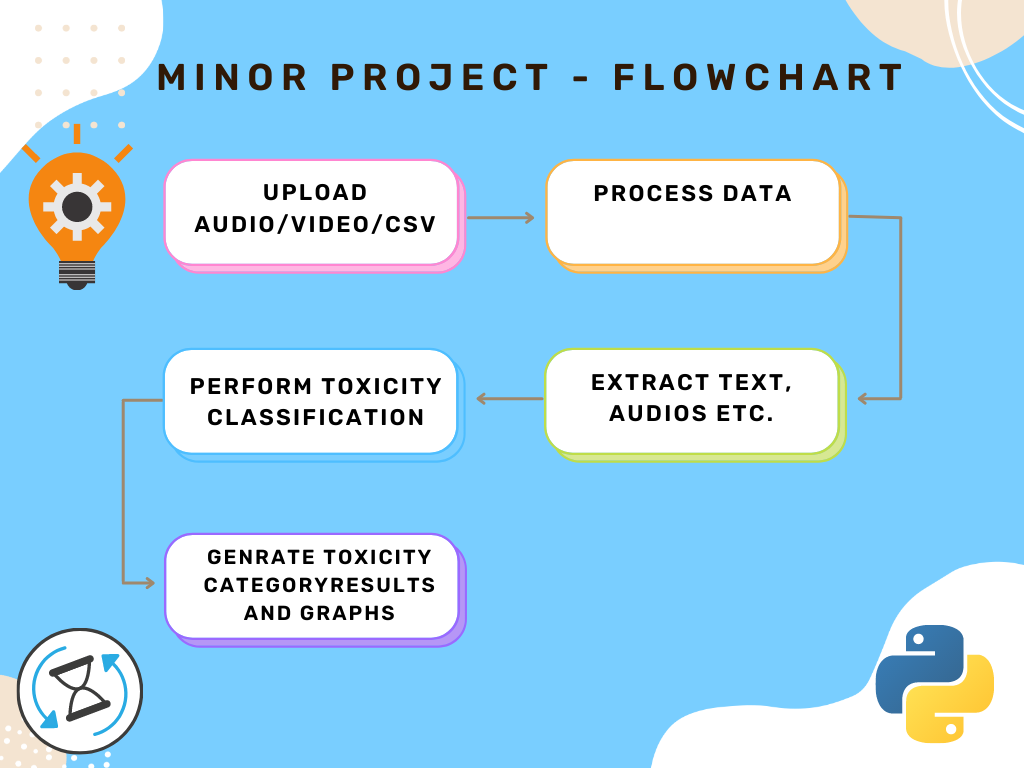 MINOR PROJECT - FLOWCHART
UPLOAD
AUDIO/VIDEO/CSV
PROCESS DATA
EXTRACT TEXT,
AUDIOS ETC.
PERFORM TOXICITY
CLASSIFICATION
GENRATE TOXICITY
CATEGORYRESULTS
AND GRAPHS